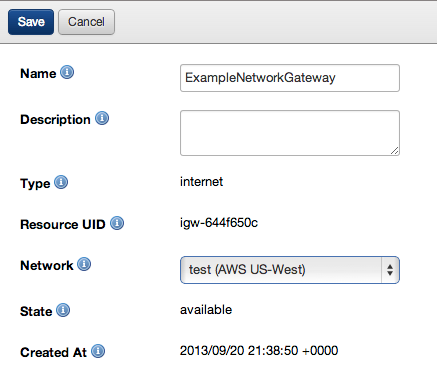 Save Cancel
Name ExampleNetworkGateway
Description
Type internet
Resource UID igw-644f650c
Network test (AWS US-West)
State available
Created At 2013/09/20 21:38:50 +0000